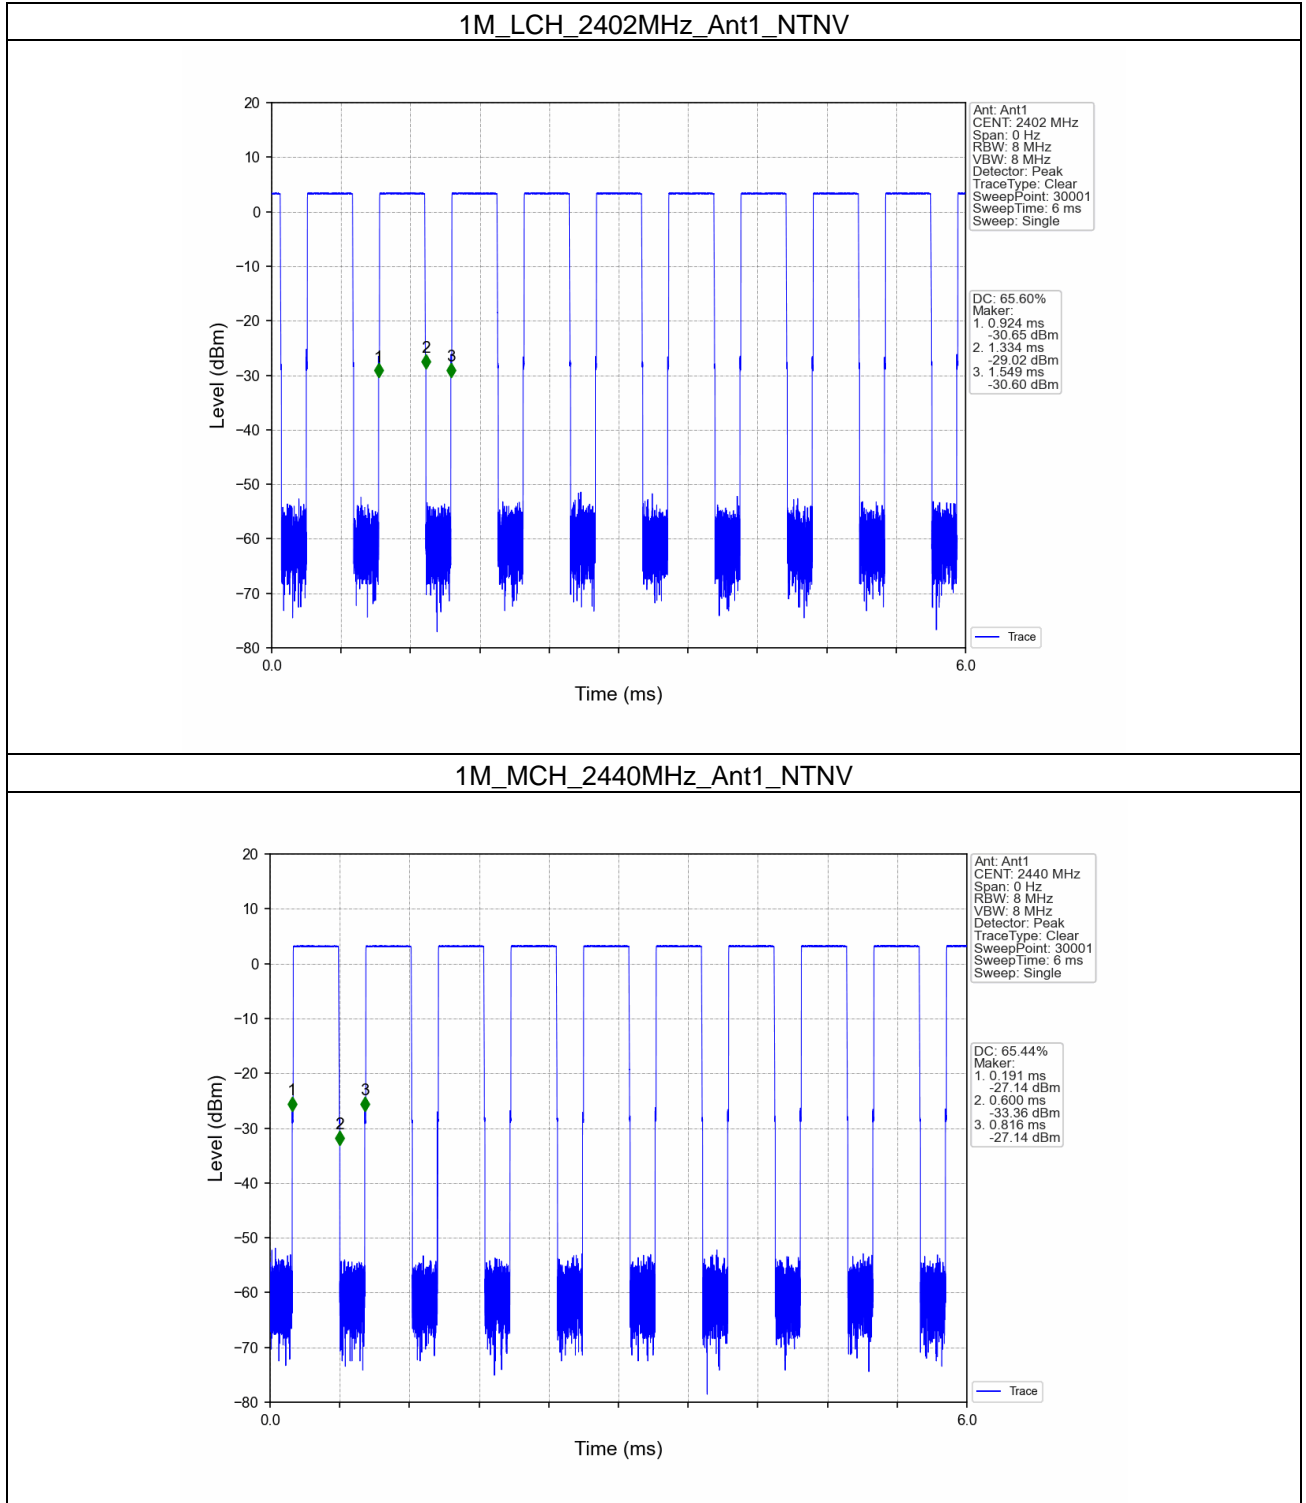 1M_LCH_2402MHz_Ant1_NTNV
20
10
0
−10
−20
−30
−40
−50
−60
−70
−80
Level (dBm)
0.0
6.0
Time (ms)
1
2
3
Ant: Ant1
CENT: 2402 MHz
Span: 0 Hz
RBW: 8 MHz
VBW: 8 MHz
Detector: Peak
TraceType: Clear
SweepPoint: 30001
SweepTime: 6 ms
Sweep: Single
DC: 65.60%
Maker:
1. 0.924 ms
-30.65 dBm
2. 1.334 ms
-29.02 dBm
3. 1.549 ms
-30.60 dBm
Trace
1M_MCH_2440MHz_Ant1_NTNV
20
10
0
−10
−20
−30
−40
−50
−60
−70
−80
Level (dBm)
0.0
6.0
Time (ms)
1
2
3
Ant: Ant1
CENT: 2440 MHz
Span: 0 Hz
RBW: 8 MHz
VBW: 8 MHz
Detector: Peak
TraceType: Clear
SweepPoint: 30001
SweepTime: 6 ms
Sweep: Single
DC: 65.44%
Maker:
1. 0.191 ms
-27.14 dBm
2. 0.600 ms
-33.36 dBm
3. 0.816 ms
-27.14 dBm
Trace